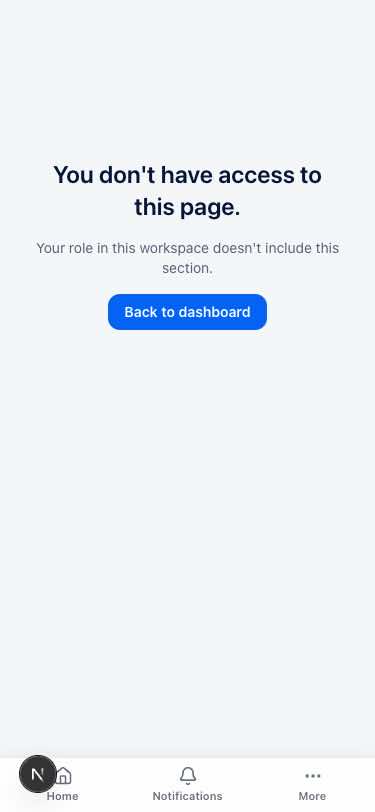 You don't have access to
this page.
Your role in this workspace doesn't include this
section.
Back to dashboard
N
Home
Notifications
More